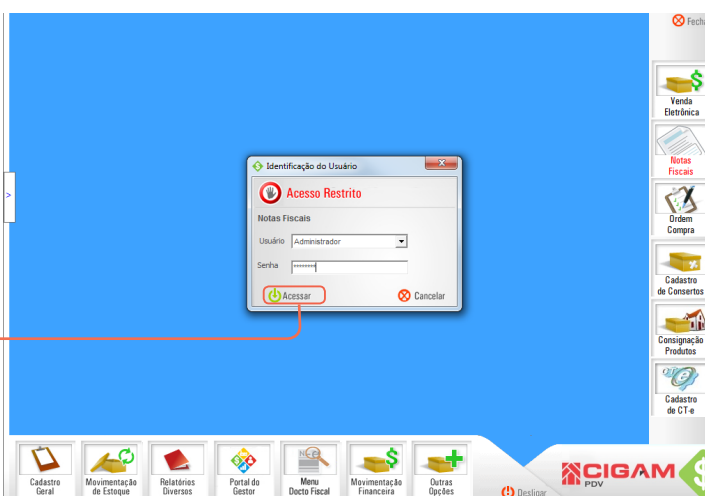 Fecha
Venda
Eletrônica
Notas
Fiscais
Ordem
Compra
Cadastro
de Consertos
Consignação
Produtos
Cadastro
de CT-e
>
Identificação do Usuário
x
Acesso Restrito
Notas Fiscais
Usuário Administrador
Senha ********
Acessar Cancelar
Cadastro
Geral
Movimentação
de Estoque
Relatórios
Diversos
Portal do
Gestor
Menu
Docto Fiscal
Movimentação
Financeira
Outras
Opções
Desligar
CIGAM
PDV